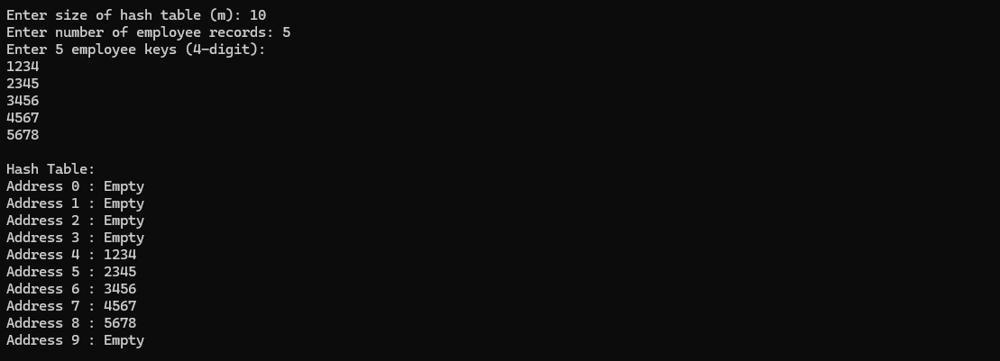 Enter size of hash table (m): 10
Enter number of employee records: 5
Enter 5 employee keys (4-digit):
1234
2345
3456
4567
5678

Hash Table:
Address 0 : Empty
Address 1 : Empty
Address 2 : Empty
Address 3 : Empty
Address 4 : 1234
Address 5 : 2345
Address 6 : 3456
Address 7 : 4567
Address 8 : 5678
Address 9 : Empty